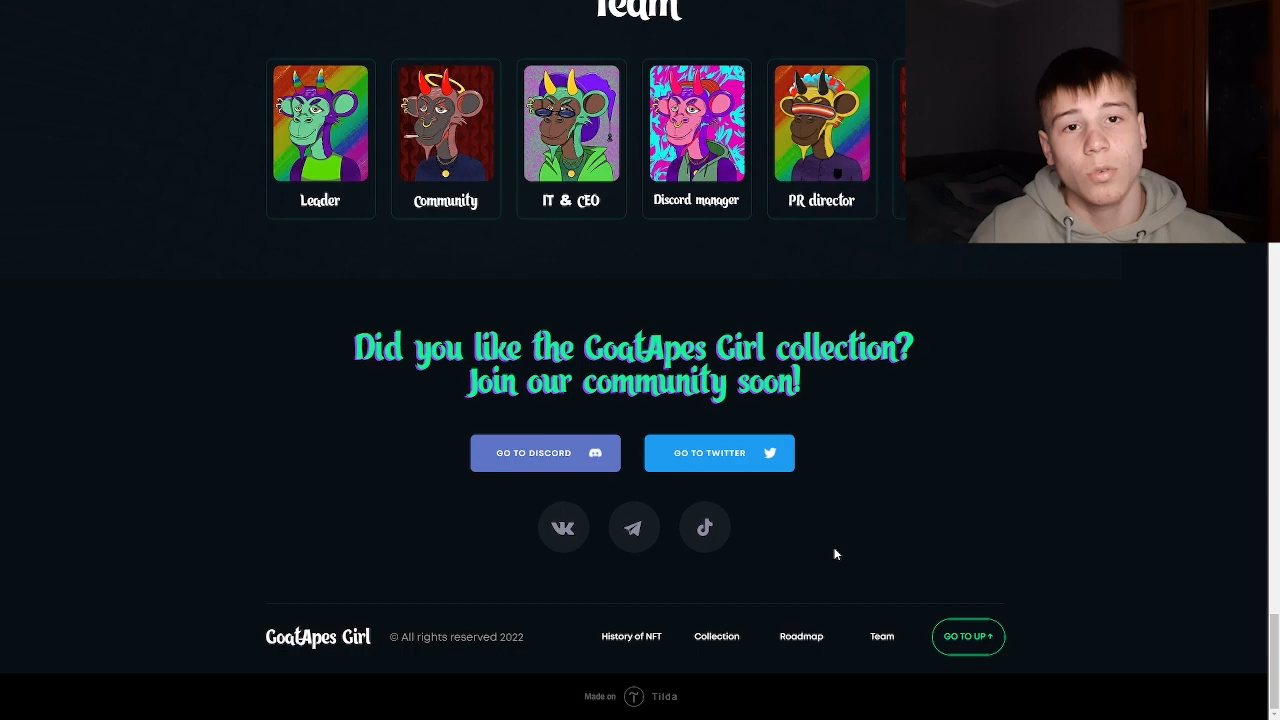 Team
Leader
Community
IT & CEO
Discord manager
PR director
Did you like the GoatApes Girl collection?
Join our community soon!
GO TO DISCORD
GO TO TWITTER
GoatApes Girl
© All rights reserved 2022
History of NFT
Collection
Roadmap
Team
GO TO UP ↑
Made on
Tilda